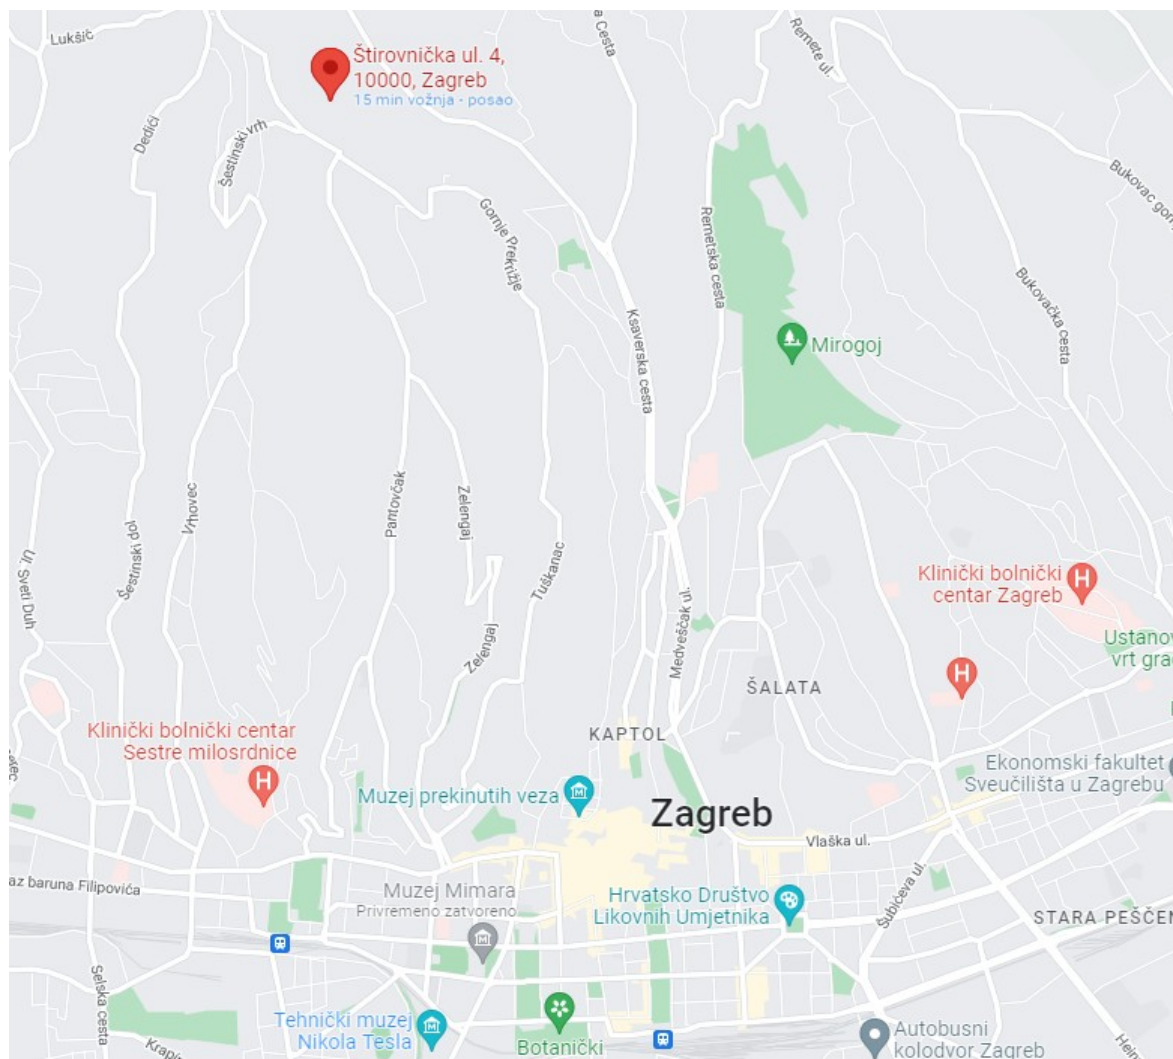 Lukšić
Štirovnička ul. 4,
10000, Zagreb
15 min vožnja - posao
a Cesta
Remete ul.
Dedići
Šestinski vrh
Gornje Prekrižje
Remetska cesta
Bukovac gorn
Bukovačka cesta
Ksaverska cesta
Mirogoj
Vrhovec
Pantovčak
Zelengaj
Šestinski dol
Ul. Sveti Duh
Tuškanac
Klinički bolnički
centar Zagreb
Medveščak ul.
Zelengaj
Ustanov
vrt grad
ŠALATA
KAPTOL
Klinički bolnički centar
Sestre milosrdnice
Ekonomski fakultet
Sveučilišta u Zagrebu
Muzej prekinutih veza
Zagreb
Vlaška ul.
az baruna Filipovića
Muzej Mimara
Privremeno zatvoreno
Hrvatsko Društvo
Likovnih Umjetnika
Šubićeva ul.
STARA PEŠČEN
Selska cesta
Tehnički muzej
Nikola Tesla
Botanički
Autobusni
kolodvor Zagreb
Krapin
Hein